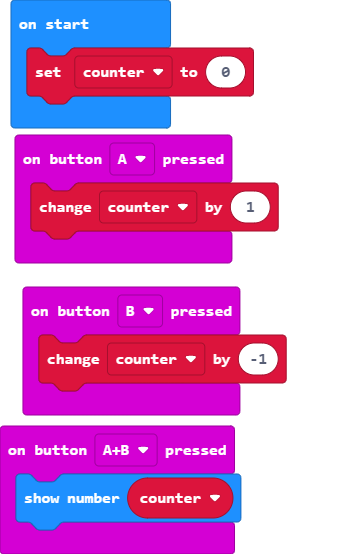 on start
set counter to 0
on button A pressed
change counter by 1
on button B pressed
change counter by -1
on button A+B pressed
show number counter